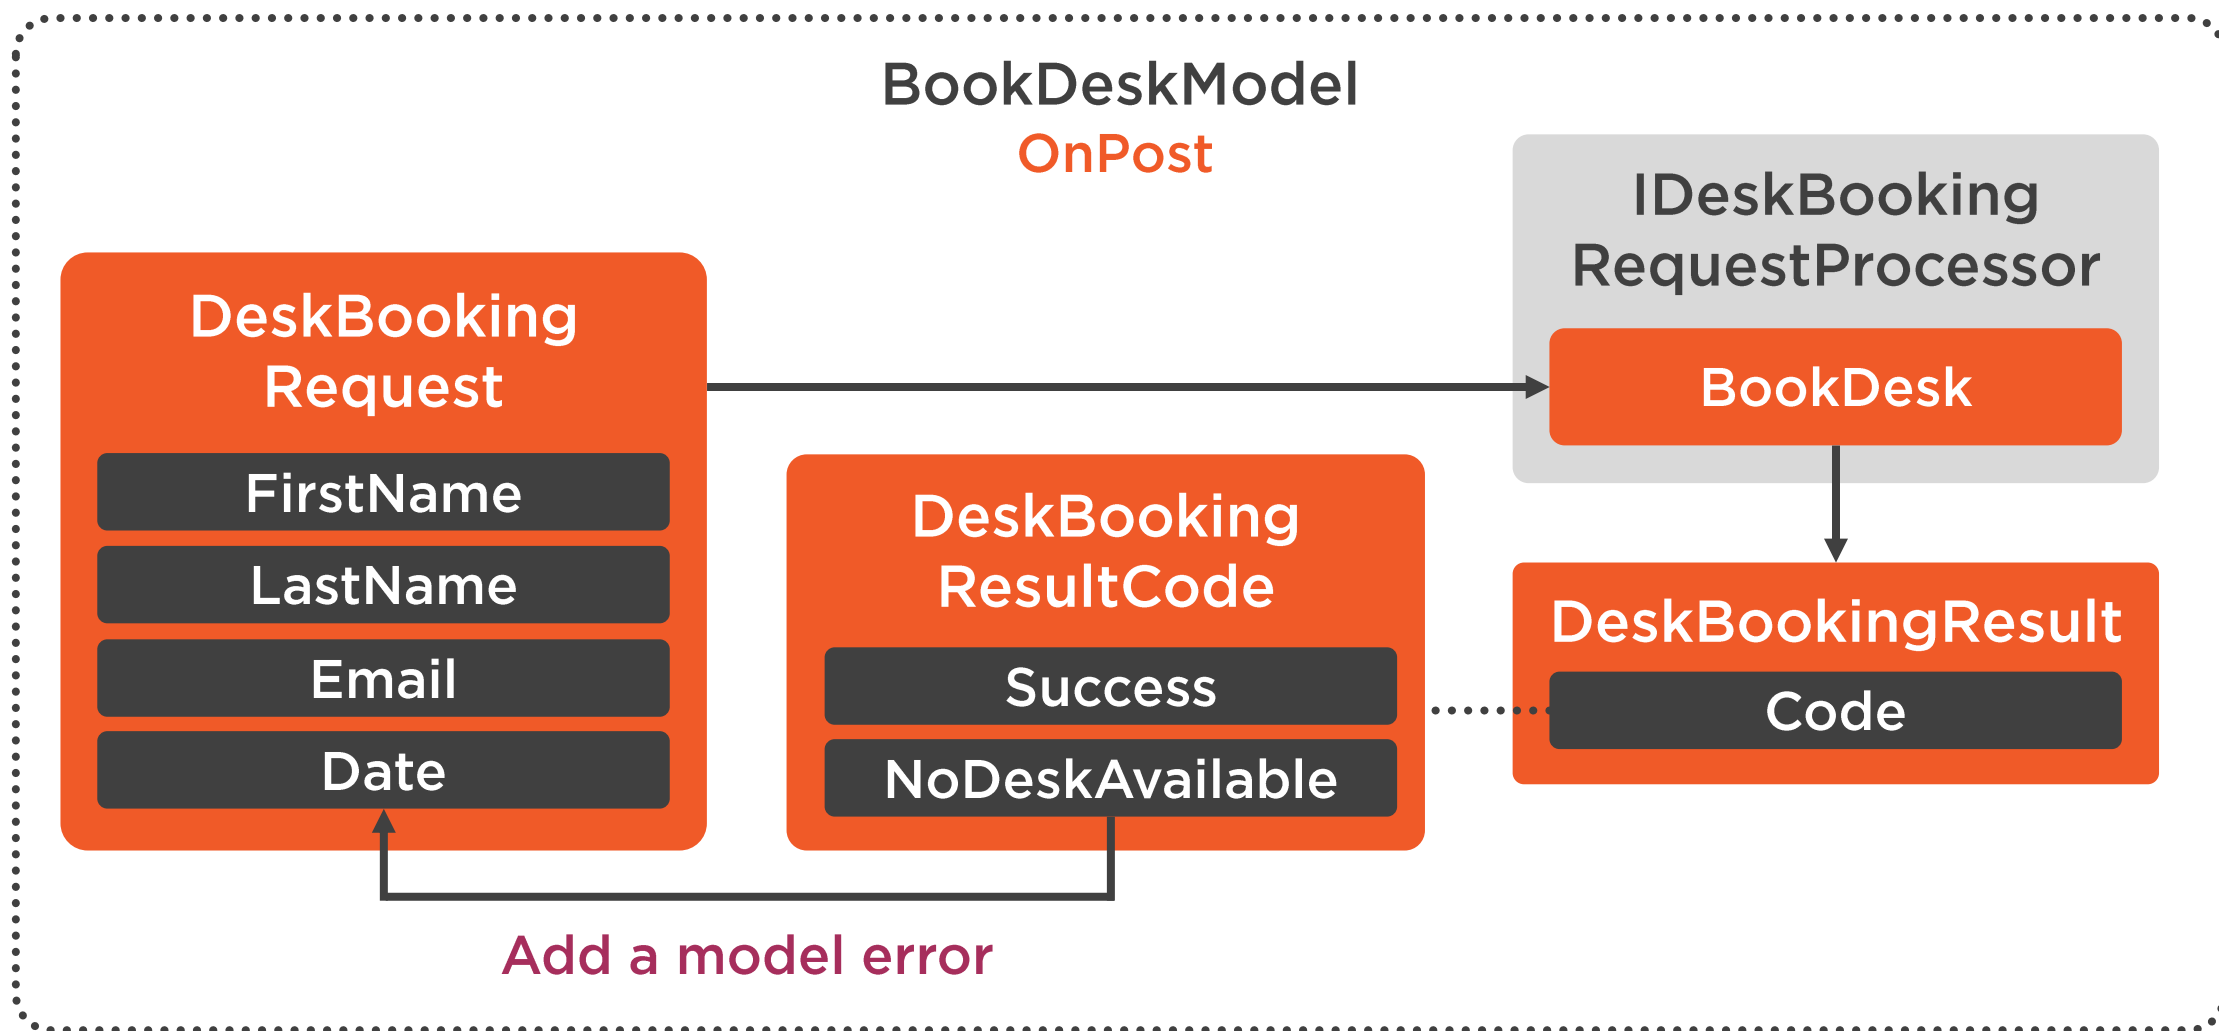 BookDeskModel
OnPost
IDeskBooking
RequestProcessor
BookDesk
DeskBooking
Request
FirstName
LastName
Email
Date
DeskBooking
ResultCode
Success
NoDeskAvailable
DeskBookingResult
Code
Add a model error